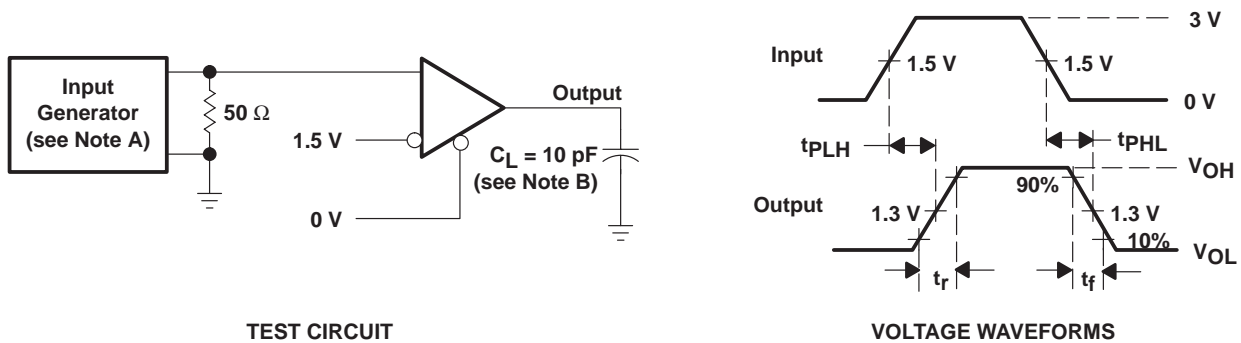 Input
Generator
(see Note A)
50 Ω
1.5 V
0 V
Output
CL = 10 pF
(see Note B)
TEST CIRCUIT
3 V
Input
1.5 V
1.5 V
0 V
tPLH
tPHL
VOH
90%
Output
1.3 V
1.3 V
10%
VOL
tr
tf
VOLTAGE WAVEFORMS